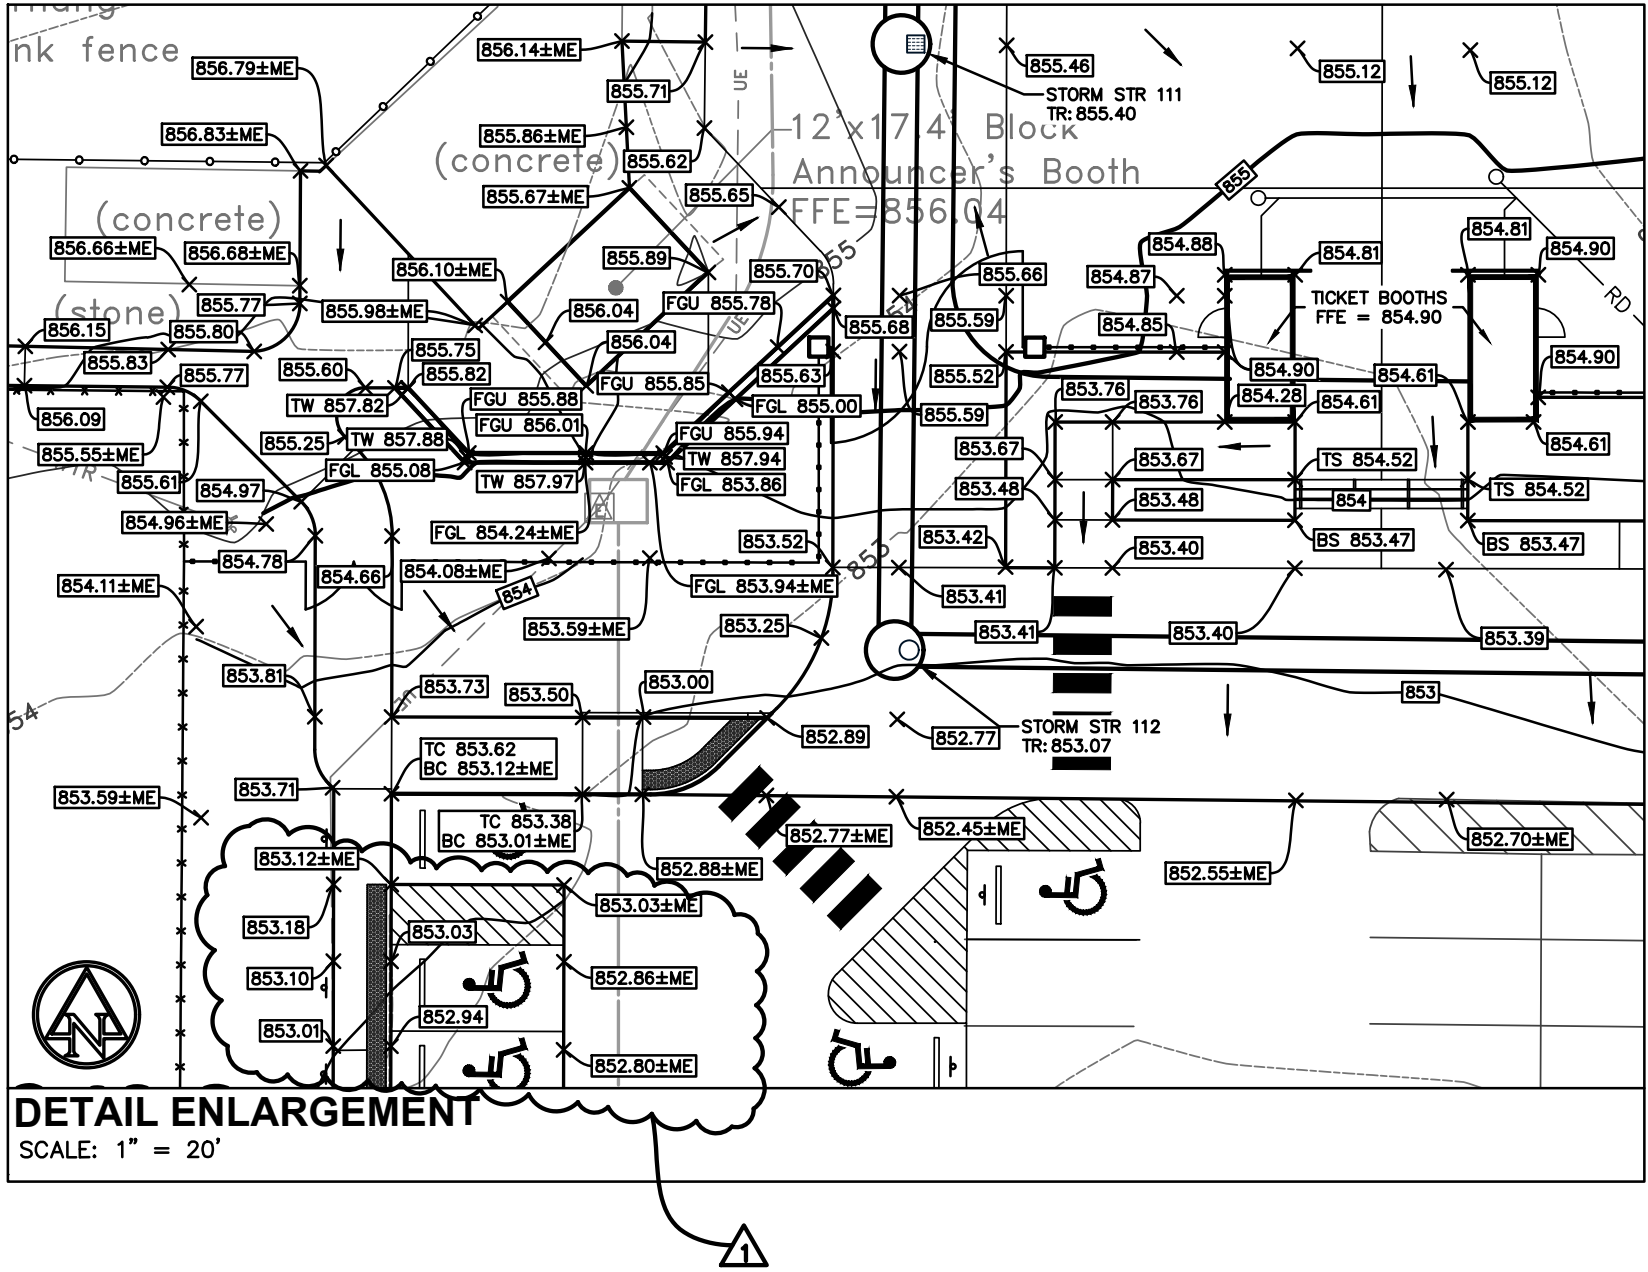 nk fence
856.79±ME
856.14±ME
855.71
UE
855.46
STORM STR 111
TR: 855.40
855.12
855.12
856.83±ME
(concrete)
855.86±ME
855.62
12'x17.4' Block
Announcer's Booth
FFE=856.04
855.67±ME
855.65
855
(concrete)
856.66±ME
856.68±ME
856.10±ME
855.89
855.70
855
855.66
854.88
854.87
854.81
854.81
854.90
(stone)
855.77
855.98±ME
856.04
FGU 855.78
UE
855.68
855.59
854.85
TICKET BOOTHS
FFE = 854.90
RD
856.15
855.80
855.83
855.75
856.04
855.77
855.60
855.82
FGU 855.85
855.63
855.52
854.90
854.61
854.90
TW 857.82
FGU 855.88
FGL 855.00
855.59
853.76
853.76
854.28
854.61
856.09
FGU 856.01
855.25
TW 857.88
FGU 855.94
854.61
855.55±ME
FGL 855.08
TW 857.94
853.67
853.67
TS 854.52
855.61
TW 857.97
FGL 853.86
854.97
853.48
853.48
854
TS 854.52
854.96±ME
E
FGL 854.24±ME
853.52
853.42
BS 853.47
BS 853.47
854.78
854.66
854.08±ME
853
853.40
854.11±ME
854
FGL 853.94±ME
853.41
853.59±ME
853.25
853.41
853.40
853.39
853.81
853.73
853.50
853.00
853
54
852.89
852.77
STORM STR 112
TR: 853.07
TC 853.62
BC 853.12±ME
853.71
853.59±ME
TC 853.38
BC 853.01±ME
852.77±ME
852.45±ME
852.70±ME
853.12±ME
852.88±ME
852.55±ME
853.18
853.03±ME
853.03
853.10
852.86±ME
N
853.01
852.94
852.80±ME
DETAIL ENLARGEMENT
SCALE: 1" = 20'
1